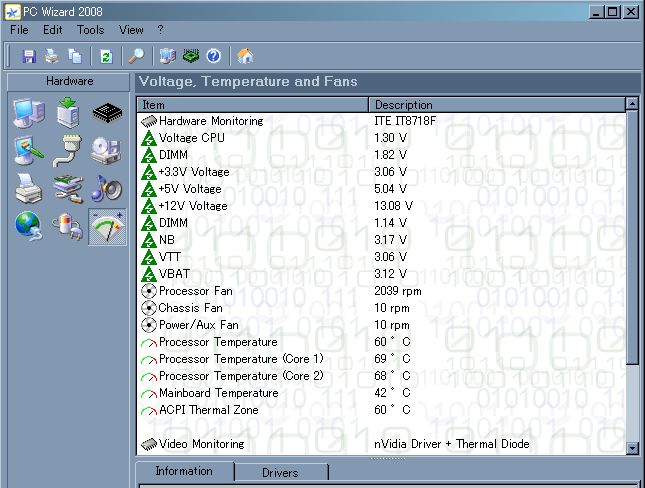 PC Wizard 2008
File Edit Tools View ?
Hardware
Voltage, Temperature and Fans
Item Description
Hardware Monitoring ITE IT8718F
Voltage CPU 1.30 V
DIMM 1.82 V
+3.3V Voltage 3.06 V
+5V Voltage 5.04 V
+12V Voltage 13.08 V
DIMM 1.14 V
NB 3.17 V
VTT 3.06 V
VBAT 3.12 V
Processor Fan 2039 rpm
Chassis Fan 10 rpm
Power/Aux Fan 10 rpm
Processor Temperature 60 ° C
Processor Temperature (Core 1) 69 ° C
Processor Temperature (Core 2) 68 ° C
Mainboard Temperature 42 ° C
ACPI Thermal Zone 60 ° C
Video Monitoring nVidia Driver + Thermal Diode
Information Drivers